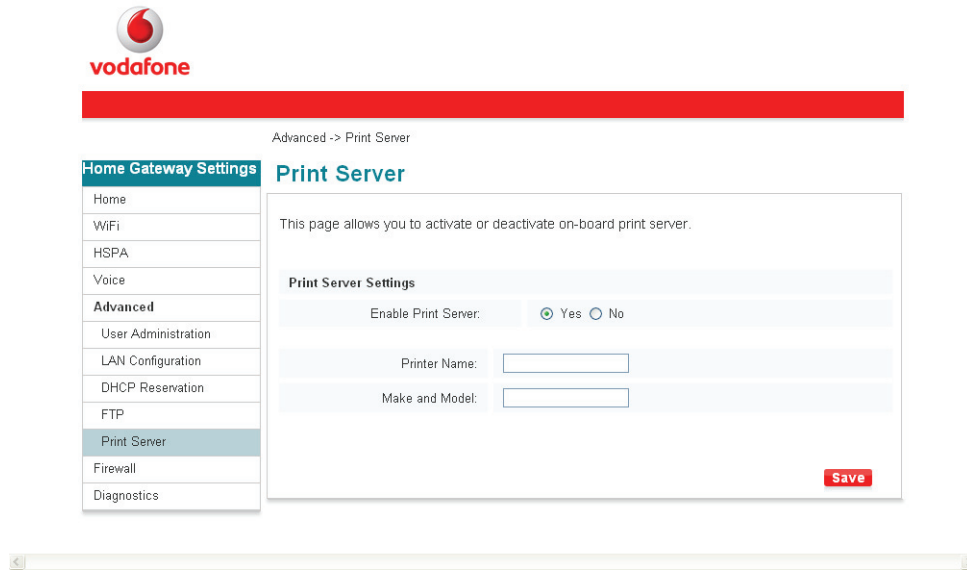 vodafone
Advanced -> Print Server
Home Gateway Settings
Print Server
Home
WiFi
HSPA
Voice
Advanced
User Administration
LAN Configuration
DHCP Reservation
FTP
Print Server
Firewall
Diagnostics
This page allows you to activate or deactivate on-board print server.
Print Server Settings
Enable Print Server: Yes No
Printer Name:
Make and Model:
Save